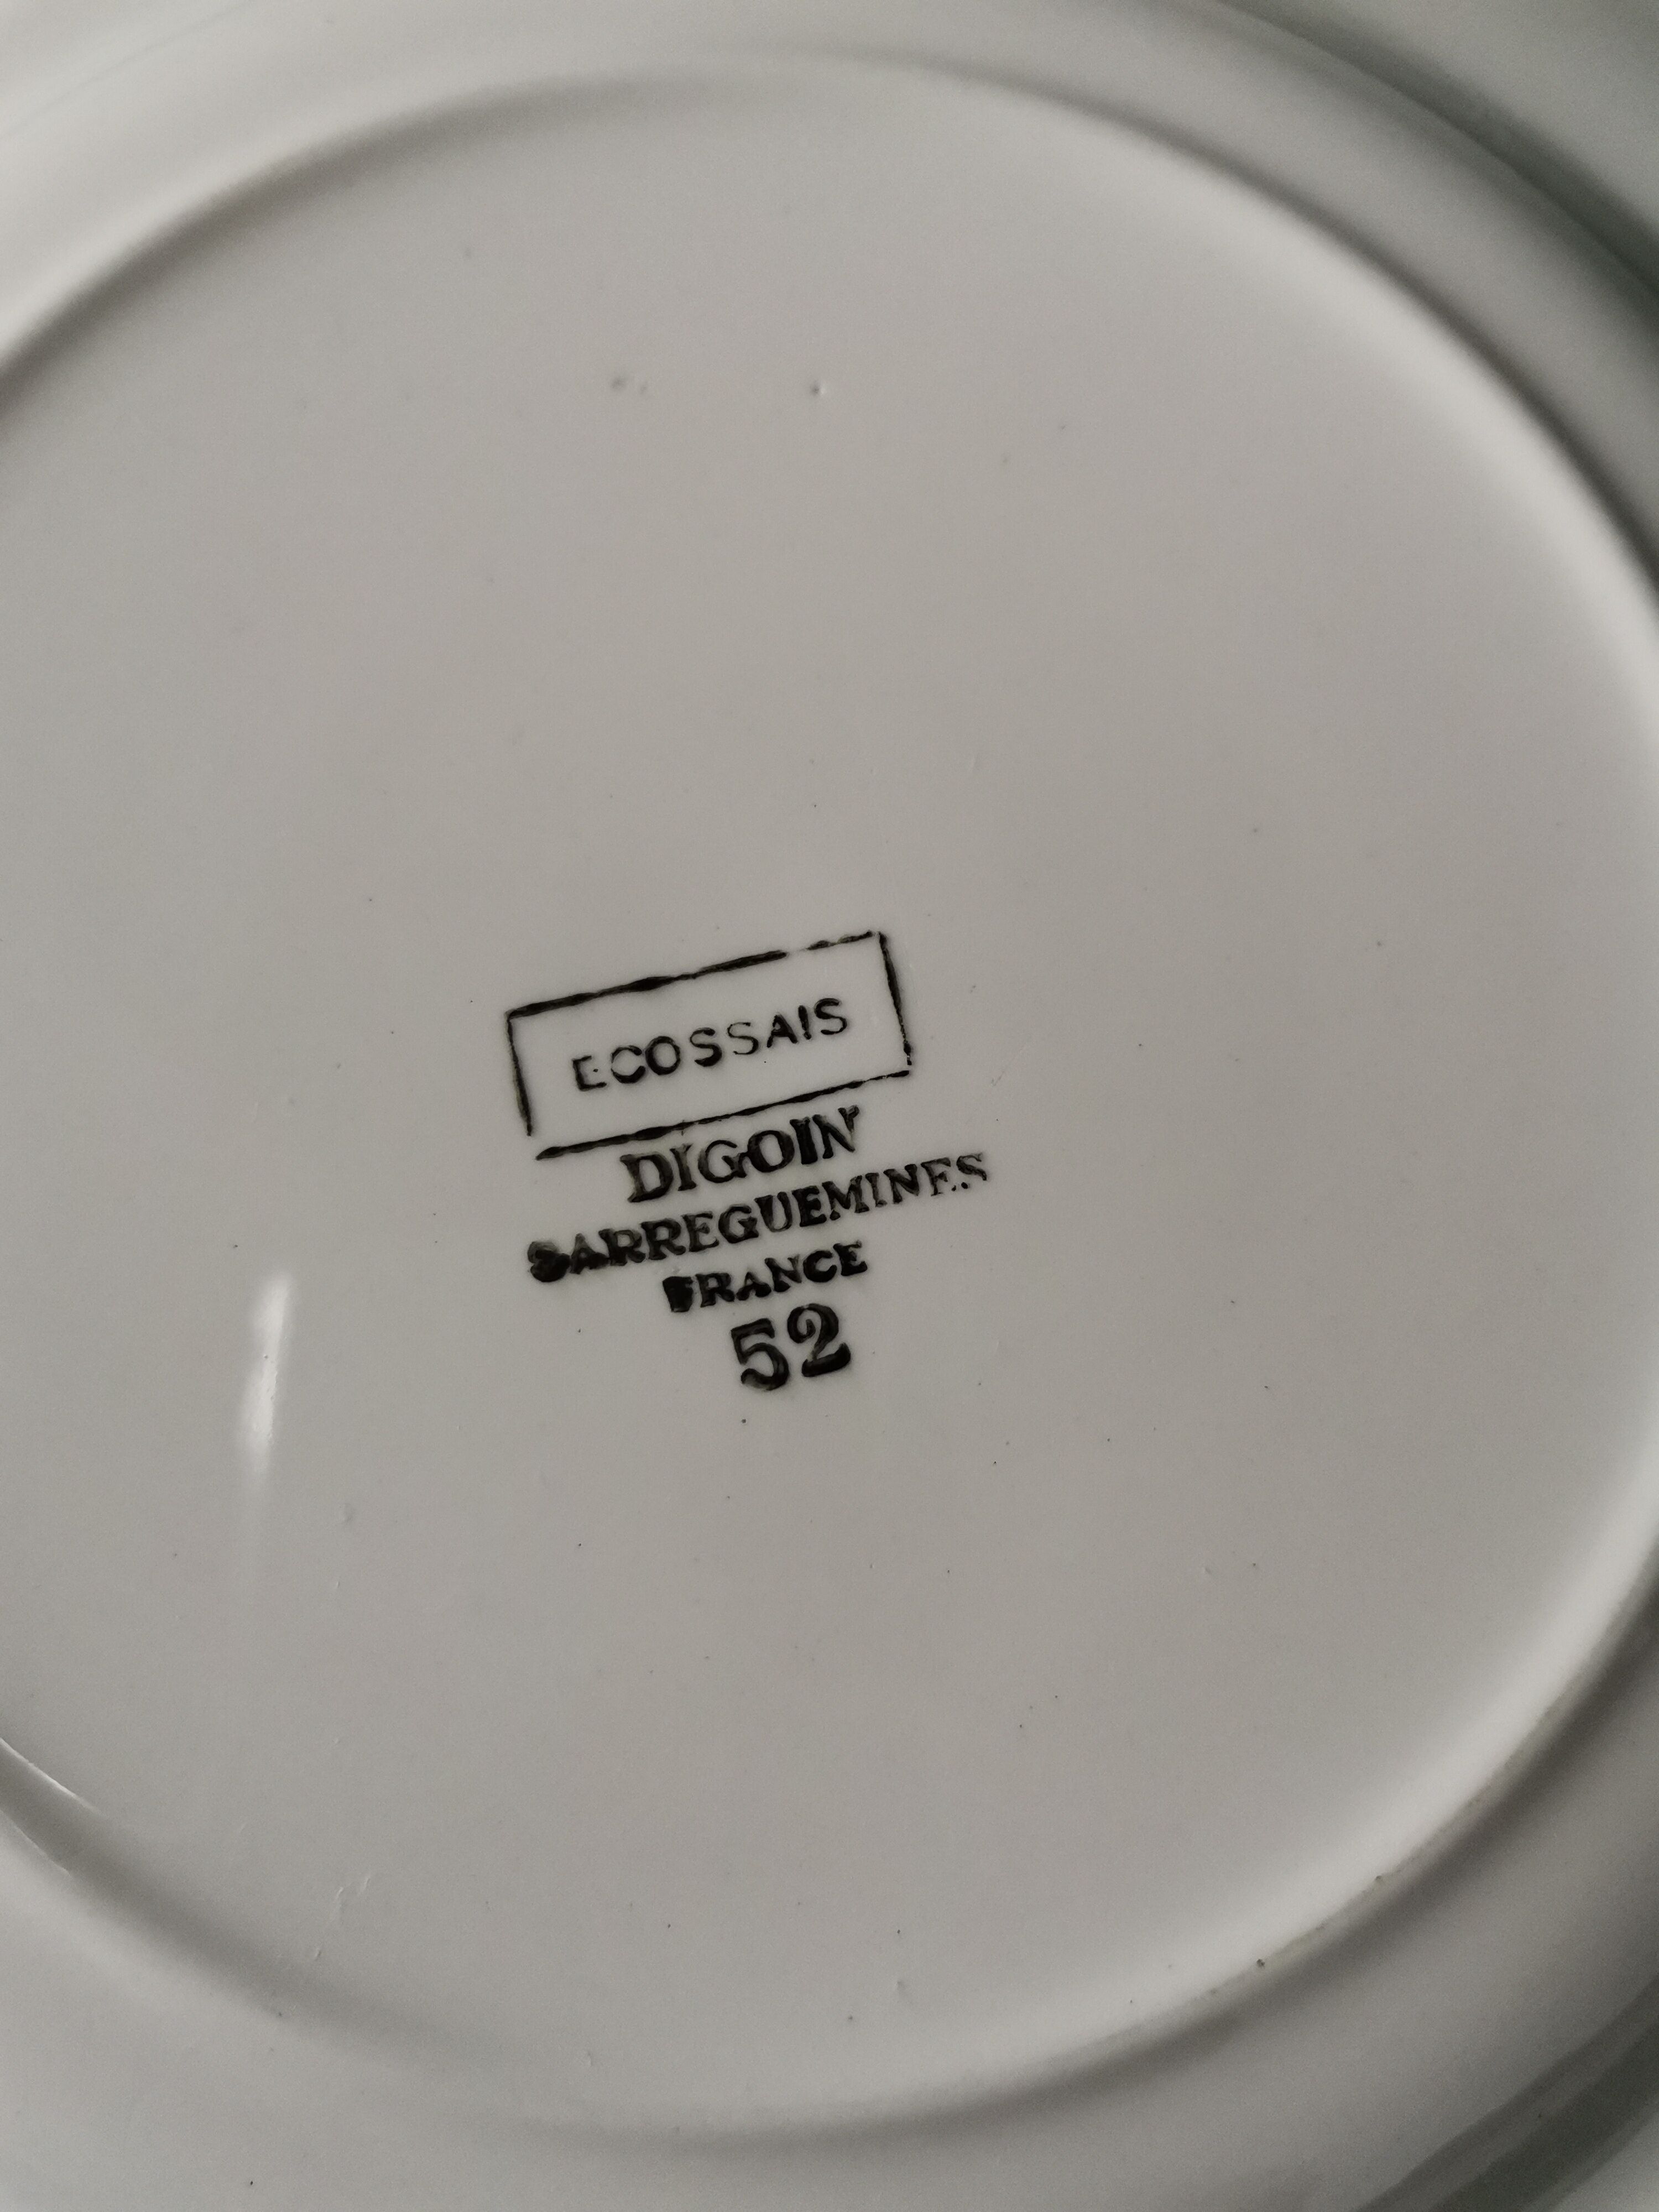 ECOSSAIS
DIGOIN
SARREGUEMINES
FRANCE
52